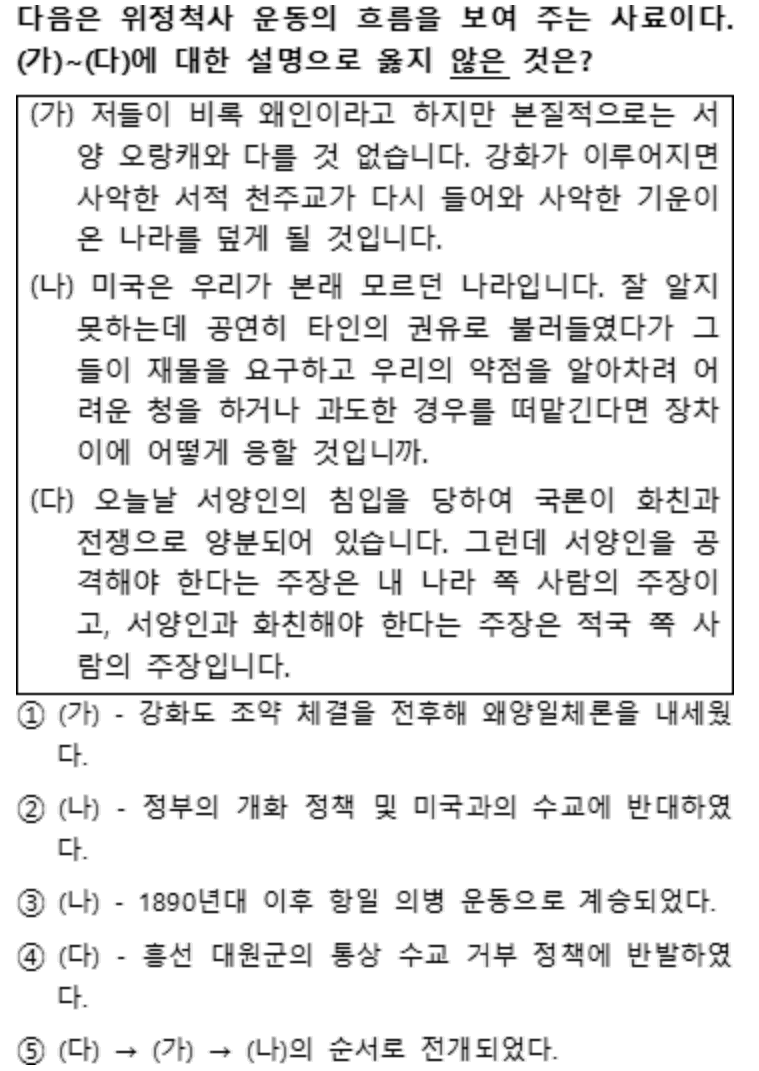 다음은 위정척사 운동의 흐름을 보여 주는 사료이다.
(가)~(다)에 대한 설명으로 옳지 않은 것은?
(가) 저들이 비록 왜인이라고 하지만 본질적으로는 서
양 오랑캐와 다를 것 없습니다. 강화가 이루어지면
사악한 서적 천주교가 다시 들어와 사악한 기운이
온 나라를 덮게 될 것입니다.
(나) 미국은 우리가 본래 모르던 나라입니다. 잘 알지
못하는데 공연히 타인의 권유로 불러들였다가 그
들이 재물을 요구하고 우리의 약점을 알아차려 어
려운 청을 하거나 과도한 경우를 떠맡긴다면 장차
이에 어떻게 응할 것입니까.
(다) 오늘날 서양인의 침입을 당하여 국론이 화친과
전쟁으로 양분되어 있습니다. 그런데 서양인을 공
격해야 한다는 주장은 내 나라 쪽 사람의 주장이
고, 서양인과 화친해야 한다는 주장은 적국 쪽 사
람의 주장입니다.
① (가) - 강화도 조약 체결을 전후해 왜양일체론을 내세웠
다.
② (나) - 정부의 개화 정책 및 미국과의 수교에 반대하였
다.
③ (나) - 1890년대 이후 항일 의병 운동으로 계승되었다.
④ (다) - 흥선 대원군의 통상 수교 거부 정책에 반발하였
다.
⑤ (다) → (가) → (나)의 순서로 전개되었다.